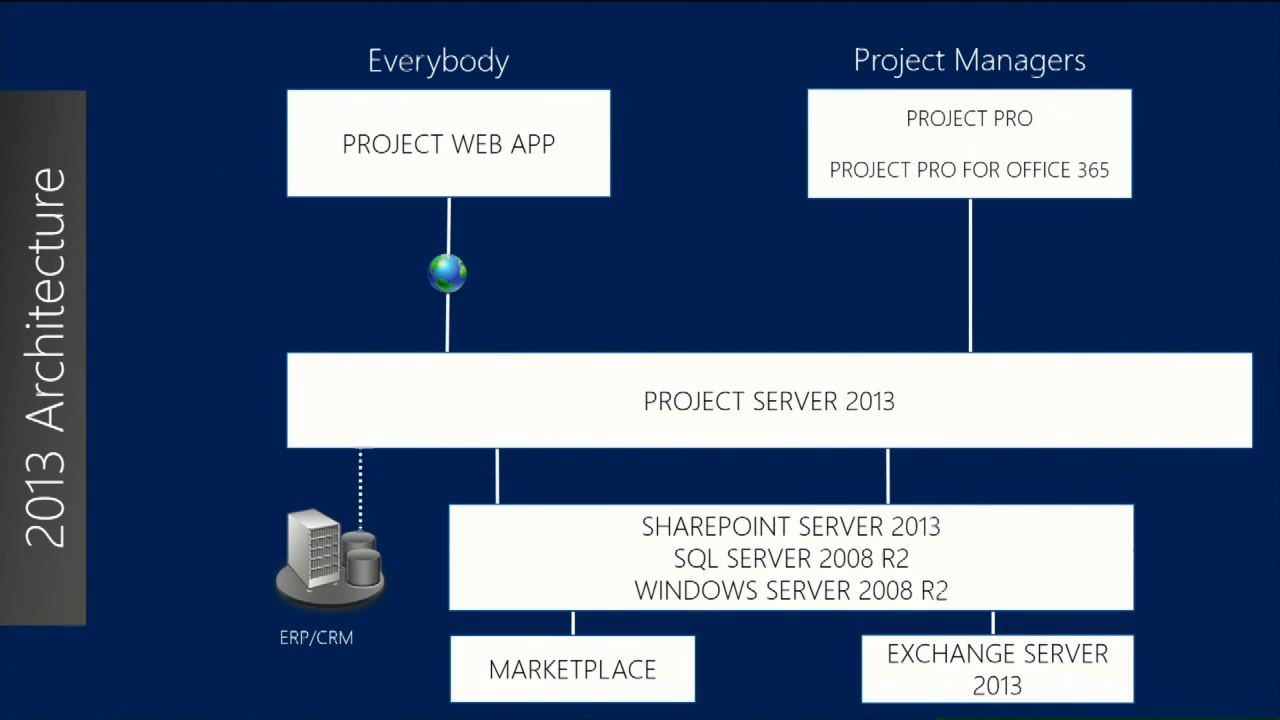 2013 Architecture
Everybody
Project Managers
PROJECT WEB APP
PROJECT PRO
PROJECT PRO FOR OFFICE 365
PROJECT SERVER 2013
SHAREPOINT SERVER 2013
SQL SERVER 2008 R2
WINDOWS SERVER 2008 R2
ERP/CRM
MARKETPLACE
EXCHANGE SERVER
2013